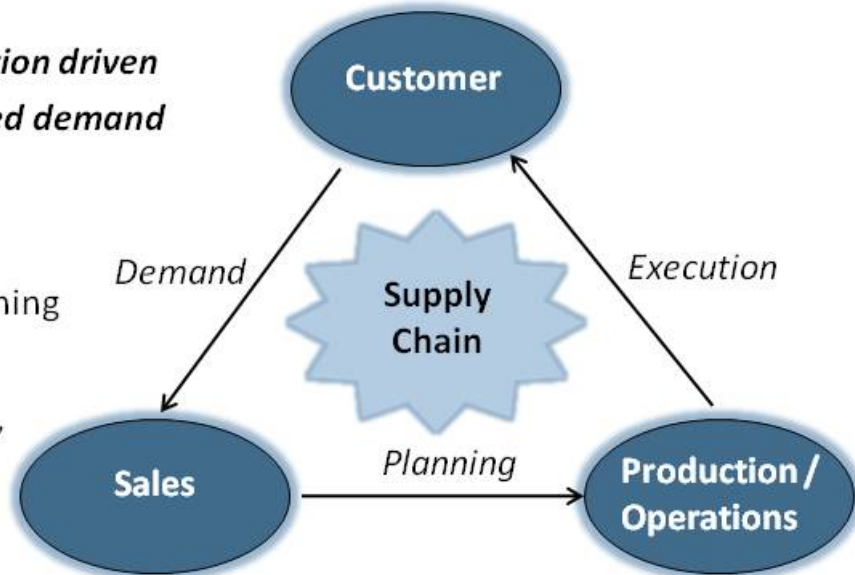 ion driven
ed demand
ning
Customer
Demand
Execution
Supply
Chain
Planning
Sales
Production/
Operations